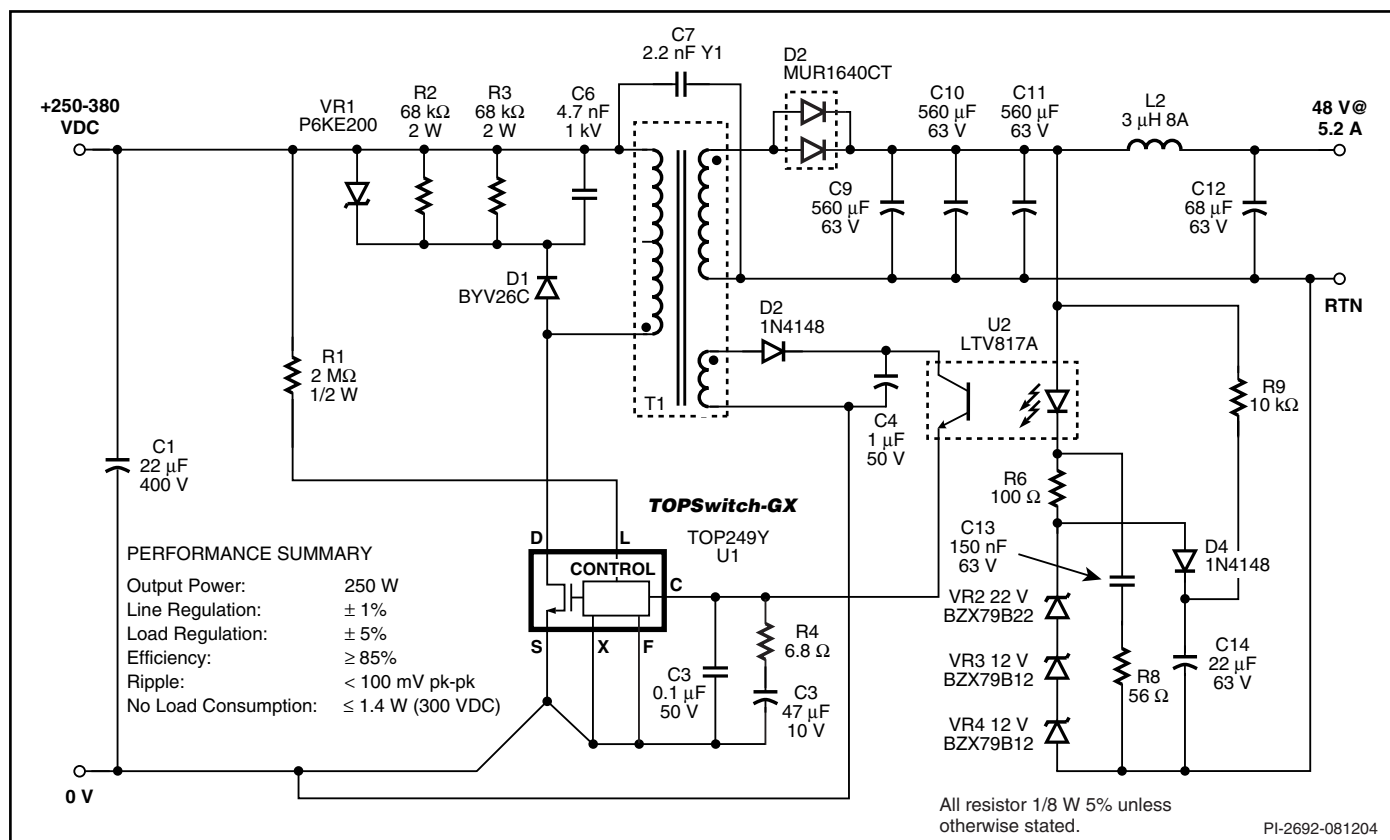 +250-380
VDC
VR1
P6KE200
R2
68 kΩ
2 W
R3
68 kΩ
2 W
C6
4.7 nF
1 kV
C7
2.2 nF Y1
D2
MUR1640CT
C10
560 µF
63 V
C11
560 µF
63 V
L2
3 µH 8A
48 V@
5.2 A
C9
560 µF
63 V
C12
68 µF
63 V
RTN
D1
BYV26C
D2
1N4148
U2
LTV817A
R1
2 MΩ
1/2 W
T1
C4
1 µF
50 V
R9
10 kΩ
C1
22 µF
400 V
R6
100 Ω
TOPSwitch-GX
TOP249Y
U1
D
L
CONTROL
C
S
X
F
C13
150 nF
63 V
D4
1N4148
VR2 22 V
BZX79B22
R4
6.8 Ω
VR3 12 V
BZX79B12
R8
56 Ω
C14
22 µF
63 V
C3
0.1 µF
50 V
C3
47 µF
10 V
VR4 12 V
BZX79B12
PERFORMANCE SUMMARY
Output Power: 250 W
Line Regulation: ± 1%
Load Regulation: ± 5%
Efficiency: ≥ 85%
Ripple: < 100 mV pk-pk
No Load Consumption: ≤ 1.4 W (300 VDC)
0 V
All resistor 1/8 W 5% unless
otherwise stated.
PI-2692-081204